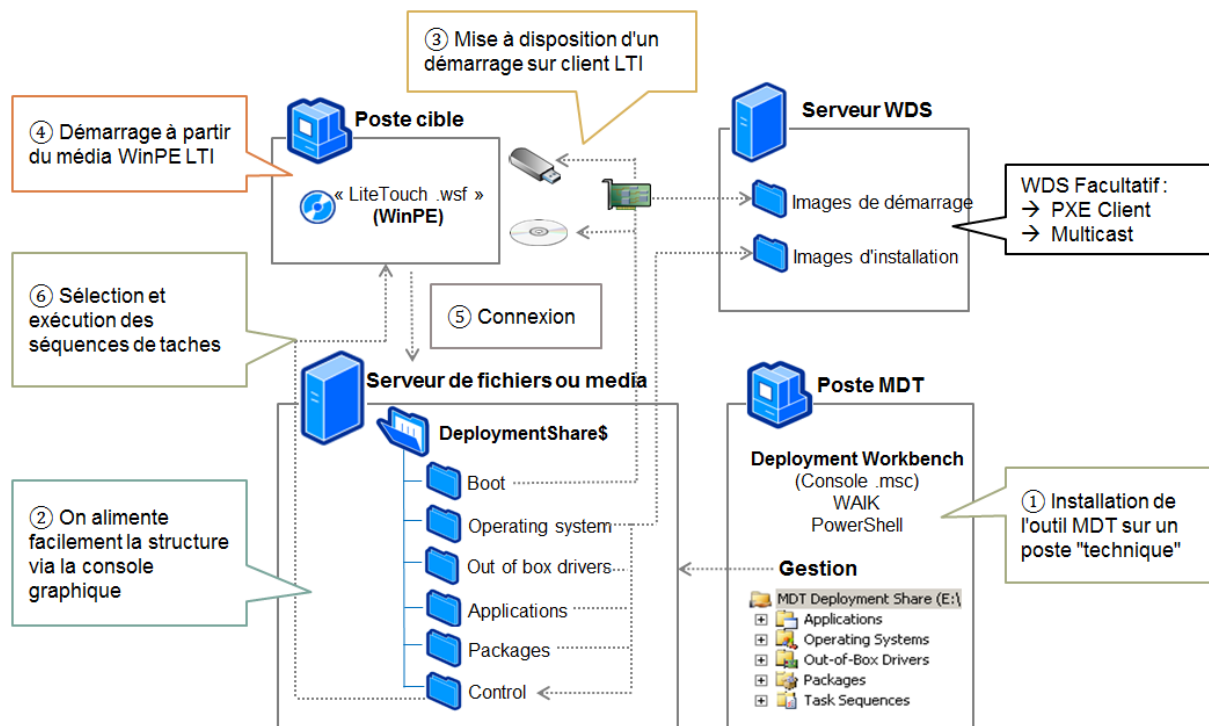 ③ Mise à disposition d'un
démarrage sur client LTI
④ Démarrage à partir
du média WinPE LTI
Poste cible
« LiteTouch .wsf »
(WinPE)
Serveur WDS
Images de démarrage
Images d'installation
WDS Facultatif :
→ PXE Client
→ Multicast
⑥ Sélection et
exécution des
séquences de taches
⑤ Connexion
Serveur de fichiers ou media
DeploymentShare$
Boot
Operating system
Out of box drivers
Applications
Packages
Control
② On alimente
facilement la structure
via la console
graphique
Poste MDT
Deployment Workbench
(Console .msc)
WAIK
PowerShell
Gestion
MDT Deployment Share (E:\
Applications
Operating Systems
Out-of-Box Drivers
Packages
Task Sequences
① Installation de
l'outil MDT sur un
poste "technique"